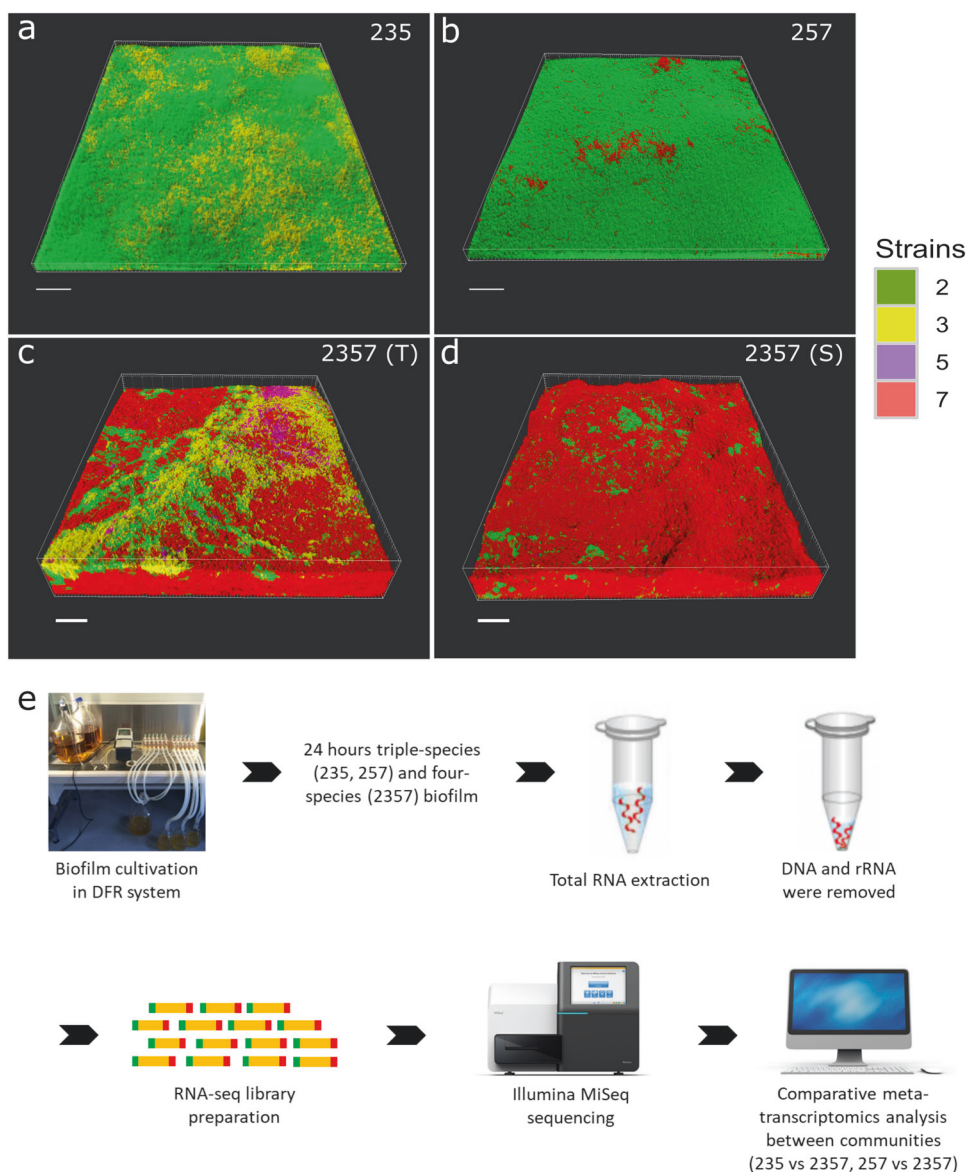 a
235
b
257
c
2357 (T)
d
2357 (S)
Strains
2
3
5
7
e
Biofilm cultivation
in DFR system
24 hours triple-species
(235, 257) and four-
species (2357) biofilm
Total RNA extraction
DNA and rRNA
were removed
RNA-seq library
preparation
Illumina MiSeq
sequencing
Comparative meta-
transcriptomics analysis
between communities
(235 vs 2357, 257 vs 2357)